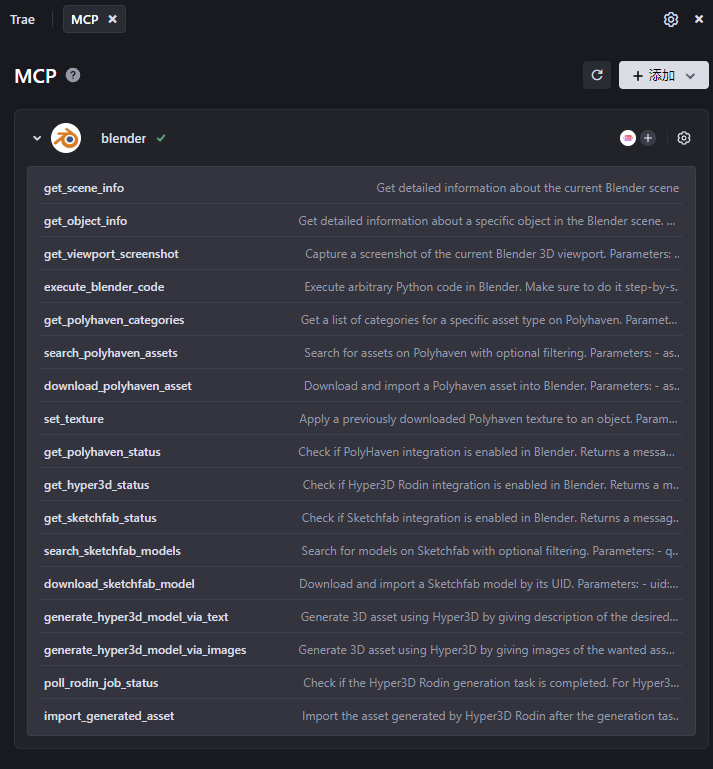 Trae MCP
MCP ? 添加
blender
get_scene_info Get detailed information about the current Blender scene
get_object_info Get detailed information about a specific object in the Blender scene. ...
get_viewport_screenshot Capture a screenshot of the current Blender 3D viewport. Parameters: ..
execute_blender_code Execute arbitrary Python code in Blender. Make sure to do it step-by-s.
get_polyhaven_categories Get a list of categories for a specific asset type on Polyhaven. Paramet...
search_polyhaven_assets Search for assets on Polyhaven with optional filtering. Parameters: - as..
download_polyhaven_asset Download and import a Polyhaven asset into Blender. Parameters: - as..
set_texture Apply a previously downloaded Polyhaven texture to an object. Param...
get_polyhaven_status Check if PolyHaven integration is enabled in Blender. Returns a messa...
get_hyper3d_status Check if Hyper3D Rodin integration is enabled in Blender. Returns a m..
get_sketchfab_status Check if Sketchfab integration is enabled in Blender. Returns a messag..
search_sketchfab_models Search for models on Sketchfab with optional filtering. Parameters: - q..
download_sketchfab_model Download and import a Sketchfab model by its UID. Parameters: - uid:...
generate_hyper3d_model_via_text Generate 3D asset using Hyper3D by giving description of the desired...
generate_hyper3d_model_via_images Generate 3D asset using Hyper3D by giving images of the wanted ass...
poll_rodin_job_status Check if the Hyper3D Rodin generation task is completed. For Hyper3...
import_generated_asset Import the asset generated by Hyper3D Rodin after the generation tas..